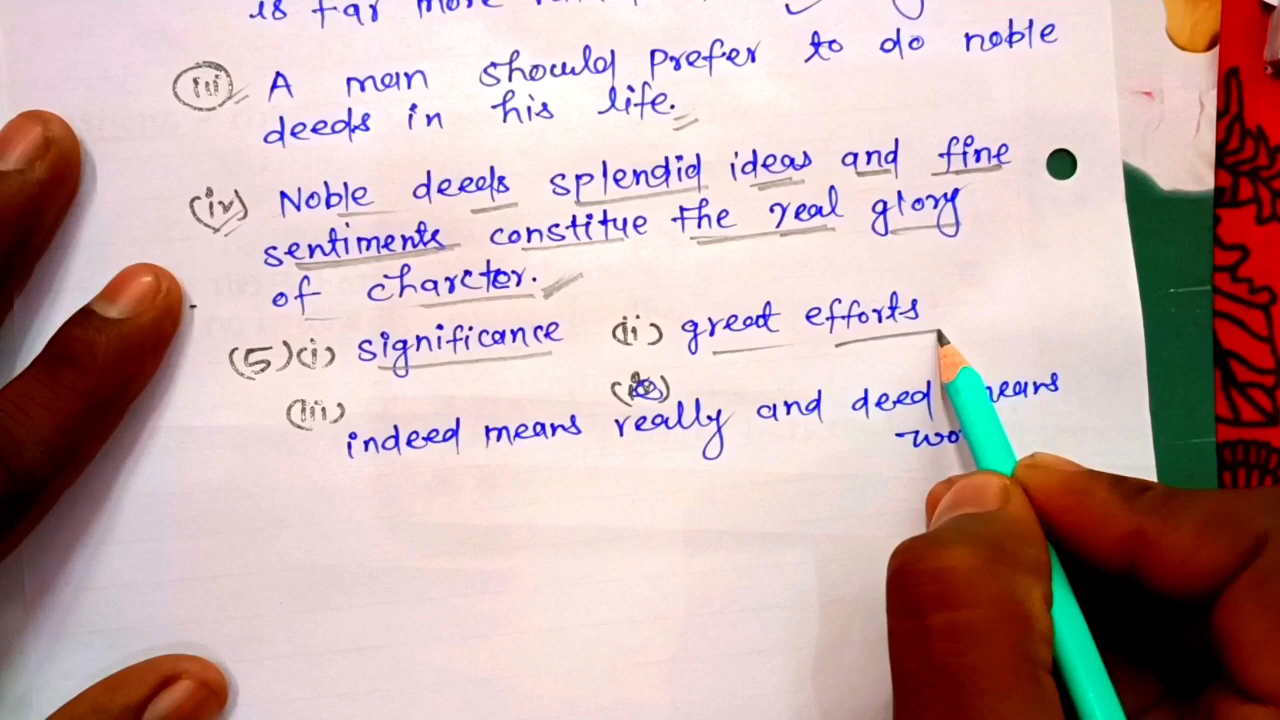 is far more
(iii) A man should prefer to do noble
deeds in his life.
(iv) Noble deeds splendid ideas and fine
sentiments constitue the real glory
of charcter.
(5) (i) significance (ii) great efforts
(iii)
indeed means really and deed means